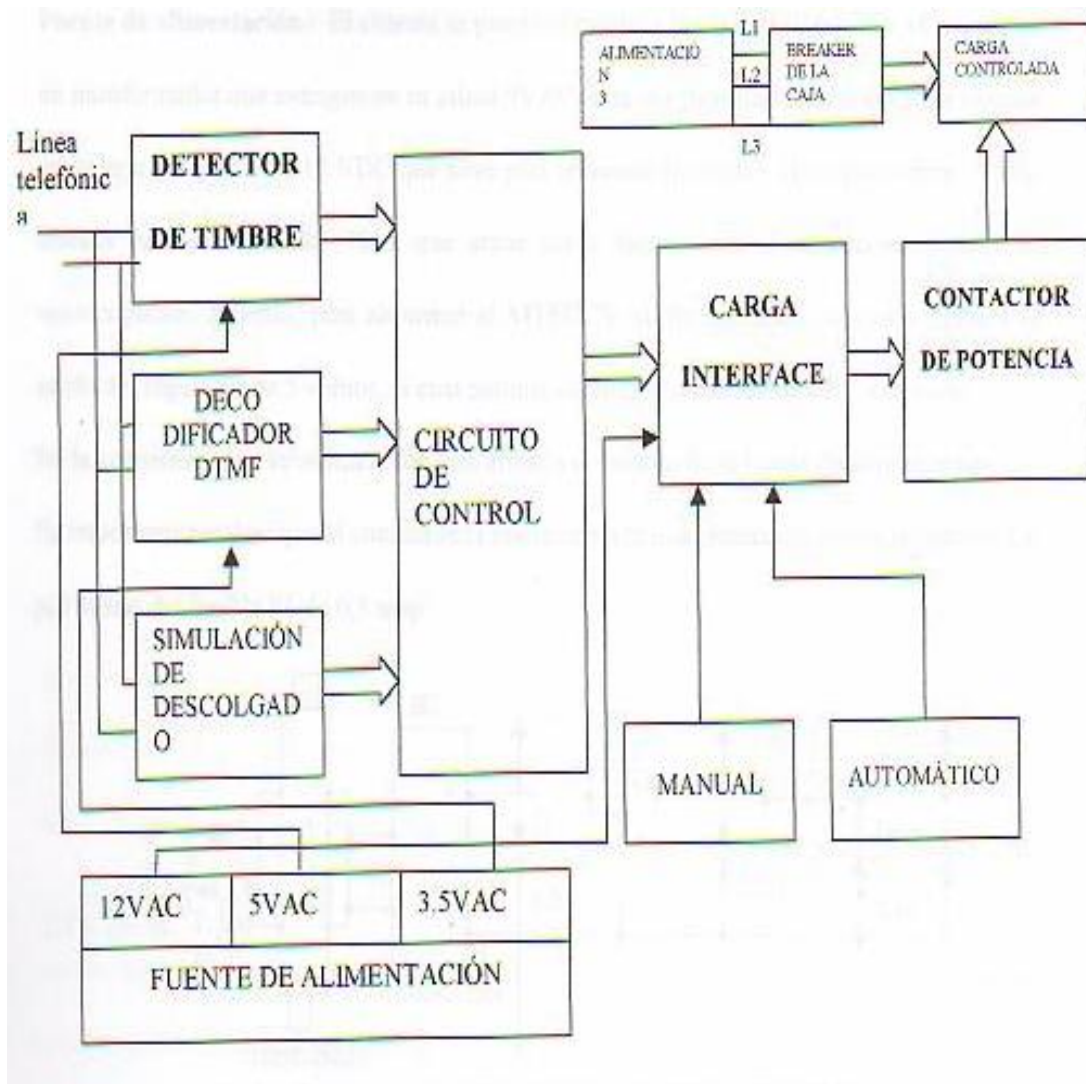 L1
ALIMENTACIÓ
N
3
L2
L3
BREAKER
DE LA
CAJA
CARGA
CONTROLADA
Línea
telefónic
a
DETECTOR
DE TIMBRE
DECO
DIFICADOR
DTMF
SIMULACIÓN
DE
DESCOLGAD
O
CIRCUITO
DE
CONTROL
CARGA
INTERFACE
CONTACTOR
DE POTENCIA
MANUAL
AUTOMÁTICO
12VAC
5VAC
3,5VAC
FUENTE DE ALIMENTACIÓN